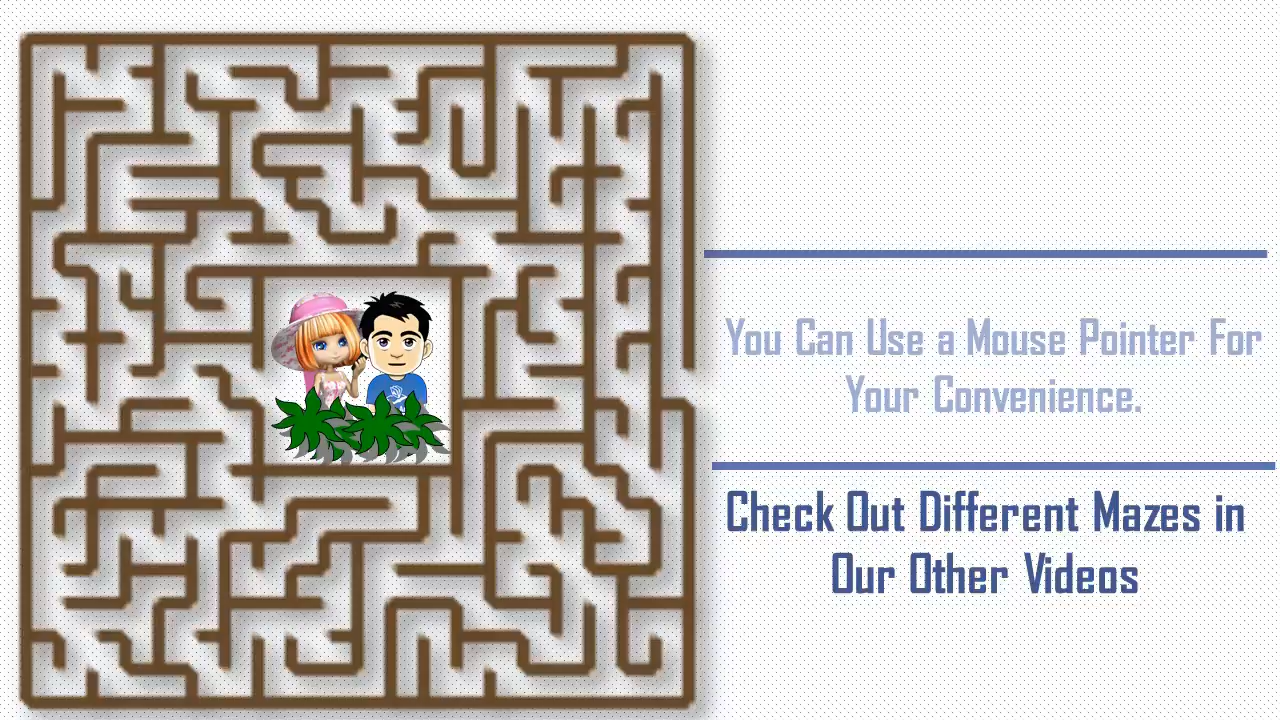 You Can Use a Mouse Pointer For
Your Convenience.
Check Out Different Mazes in
Our Other Videos